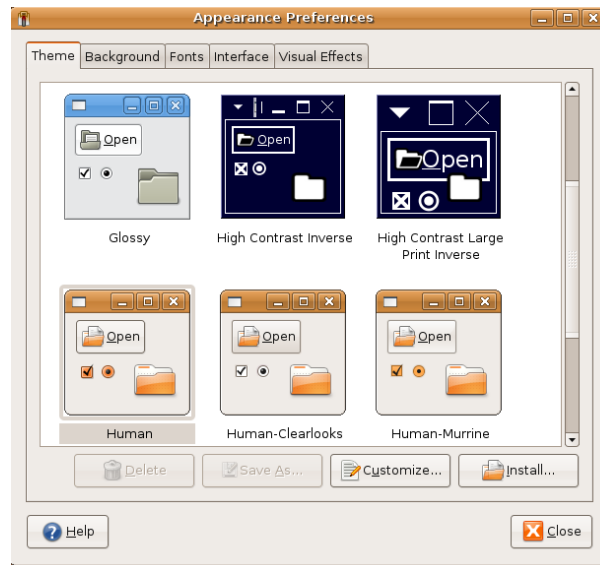 Appearance Preferences
Theme Background Fonts Interface Visual Effects
Open Open Open
Glossy High Contrast Inverse High Contrast Large
Print Inverse
Open Open Open
Human Human-Clearlooks Human-Murrine
Delete Save As... Customize... Install...
Help Close